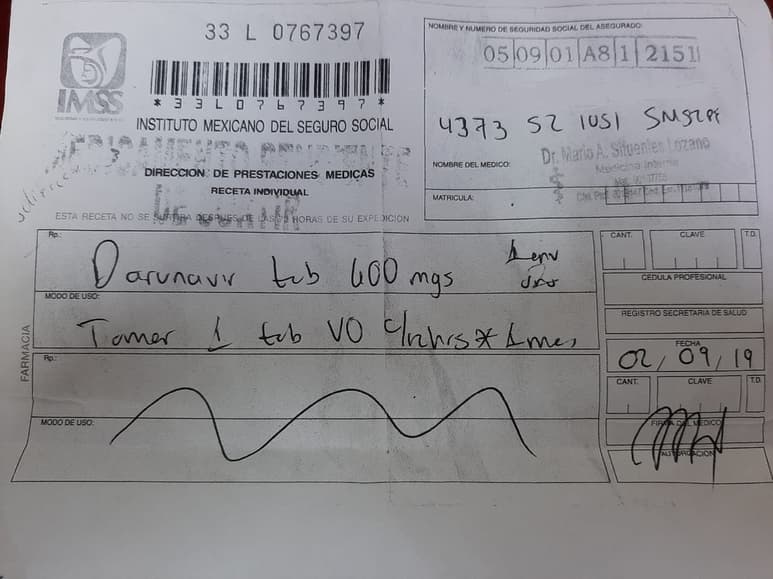 33 L 0767397
IMSS
*33L0767397*
INSTITUTO MEXICANO DEL SEGURO SOCIAL
DIRECCION DE PRESTACIONES MEDICAS
RECETA INDIVIDUAL
ESTA RECETA NO SE SURTIRA DESPUES DE LAS HORAS DE SU EXPEDICION
NOMBRE Y NUMERO DE SEGURIDAD SOCIAL DEL ASEGURADO:
05 09 01 A8 1 2151
4373 52 1051
NOMBRE DEL MEDICO:
Dr. Mario A. Sifuentes Lozano
Medicina Interna
MATRICULA:
FARMACIA
Rp.:
Darunavir tab 400 mgs
MODO DE USO:
Tomar 1 tab VO c/12hrs * 1 mes
Rp.:
MODO DE USO:
CANT. CLAVE T.D.
CEDULA PROFESIONAL
REGISTRO SECRETARIA DE SALUD
FECHA
02/09/19
CANT. CLAVE T.D.
FIRMA DEL MEDICO
AUTORIZACION